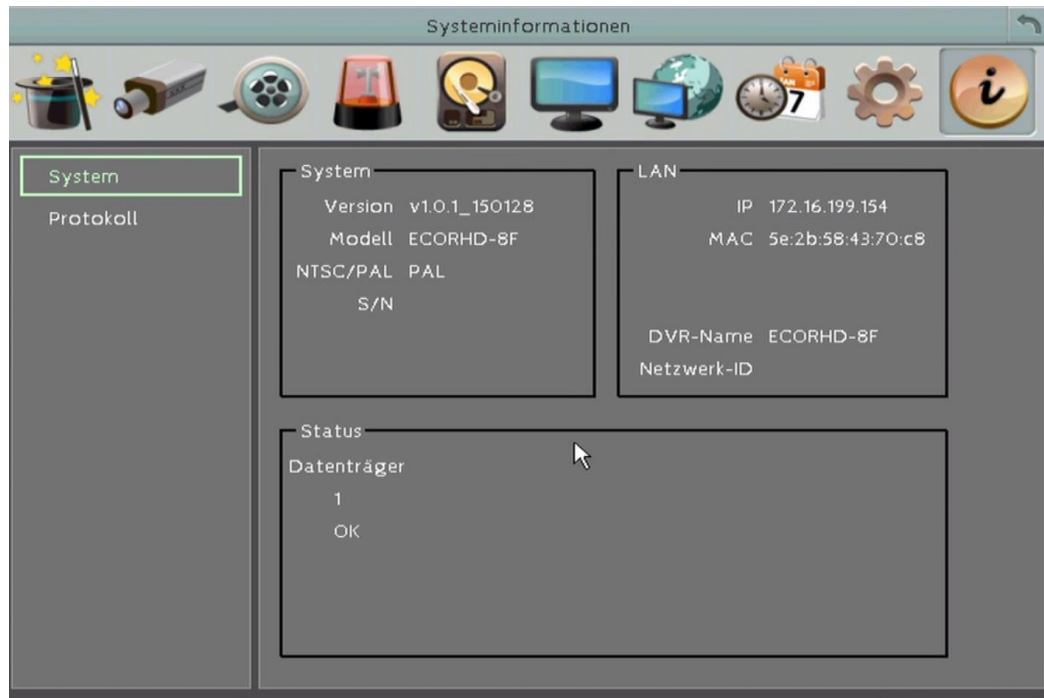 Systeminformationen
7
i
System
Protokoll
System
Version v1.0.1_150128
Modell ECORHD-8F
NTSC/PAL PAL
S/N
LAN
IP 172.16.199.154
MAC 5e:2b:58:43:70:c8
DVR-Name ECORHD-8F
Netzwerk-ID
Status
Datenträger
1
OK